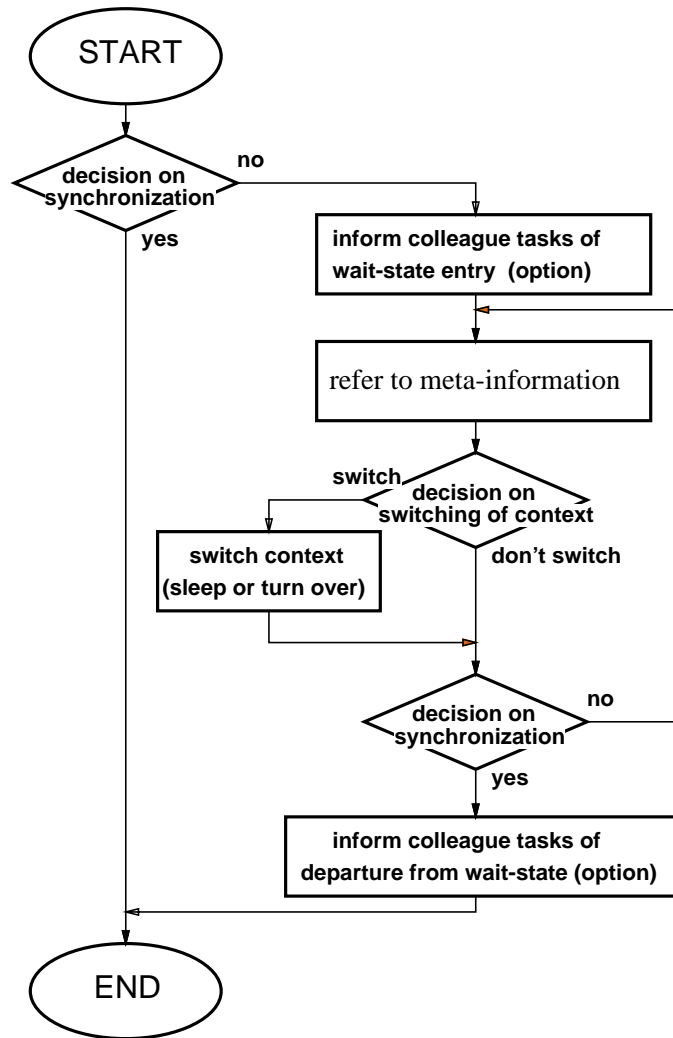 START
decision on
synchronization
no
yes
inform colleague tasks of
wait-state entry (option)
refer to meta-information
switch
decision on
switching of context
don't switch
switch context
(sleep or turn over)
decision on
synchronization
no
yes
inform colleague tasks of
departure from wait-state (option)
END